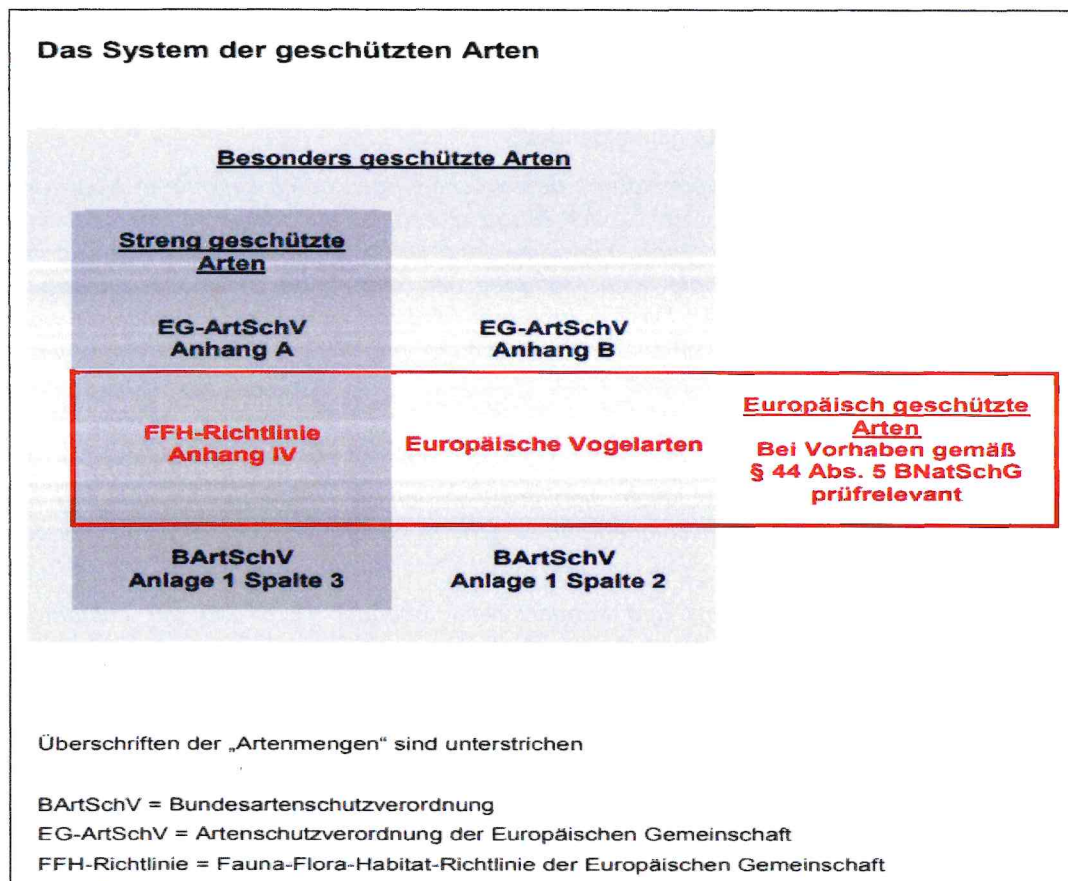 Das System der geschützten Arten
Besonders geschützte Arten
Streng geschützte
Arten
EG-ArtSchV
Anhang A
EG-ArtSchV
Anhang B
FFH-Richtlinie
Anhang IV
Europäische Vogelarten
Europäisch geschützte
Arten
Bei Vorhaben gemäß
§ 44 Abs. 5 BNatSchG
prüfrelevant
BArtSchV
Anlage 1 Spalte 3
BArtSchV
Anlage 1 Spalte 2
Überschriften der „Artenmengen“ sind unterstrichen
BArtSchV = Bundesartenschutzverordnung
EG-ArtSchV = Artenschutzverordnung der Europäischen Gemeinschaft
FFH-Richtlinie = Fauna-Flora-Habitat-Richtlinie der Europäischen Gemeinschaft